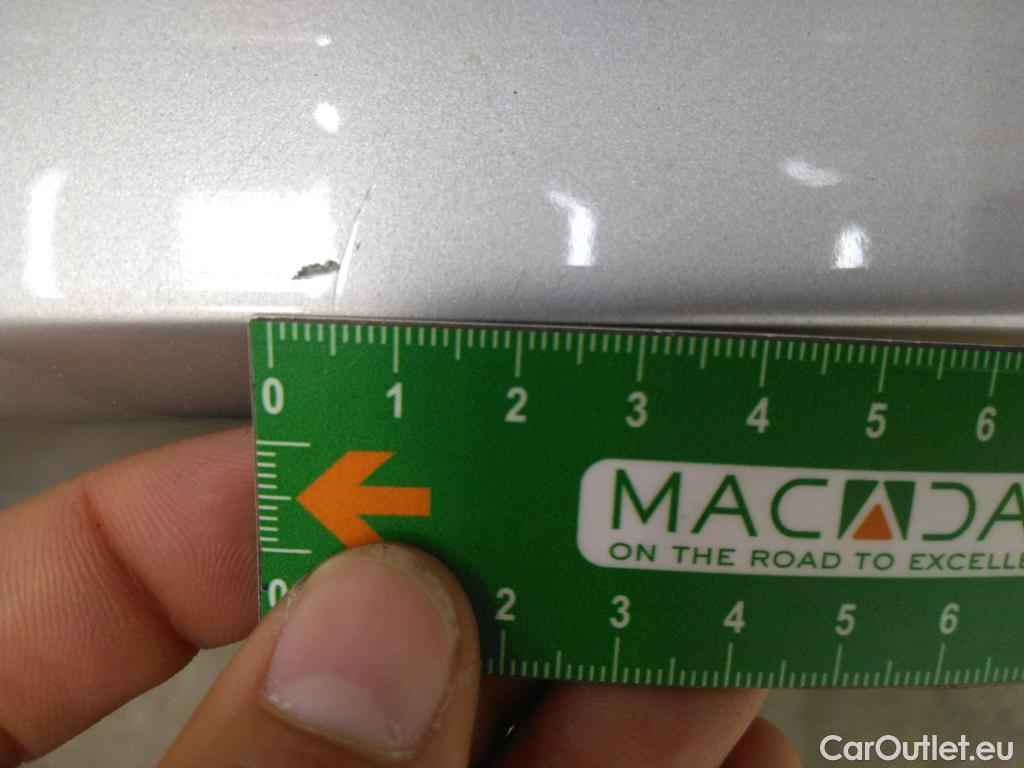 0 1 2 3 4 5 6
MACADA
ON THE ROAD TO EXCELLE
0 2 3 4 5 6
CarOutlet.eu